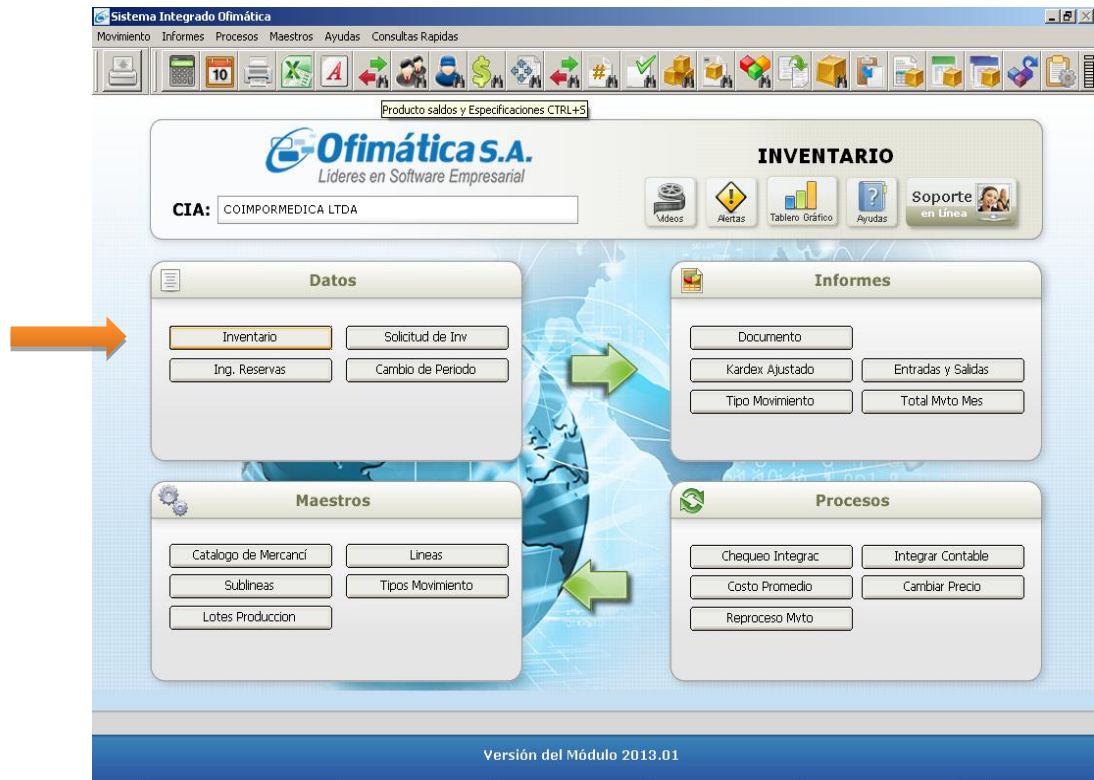 Sistema Integrado Ofimática
Movimiento Informes Procesos Maestros Ayudas Consultas Rapidas
10
A
$
#
Producto saldos y Especificaciones CTRL+S
Ofimática S.A.
Líderes en Software Empresarial
CIA: COIMPORMEDICA LTDA
INVENTARIO
Videos Alertas Tablero Gráfico Ayudas Soporte en Línea
Datos
Inventario Solicitud de Inv
Ing. Reservas Cambio de Periodo
Informes
Documento
Kardex Ajustado Entradas y Salidas
Tipo Movimiento Total Mvto Mes
Maestros
Catalogo de Mercancí Lineas
Sublineas Tipos Movimiento
Lotes Produccion
Procesos
Chequeo Integrac Integrar Contable
Costo Promedio Cambiar Precio
Reproceso Mvto
Versión del Módulo 2013.01